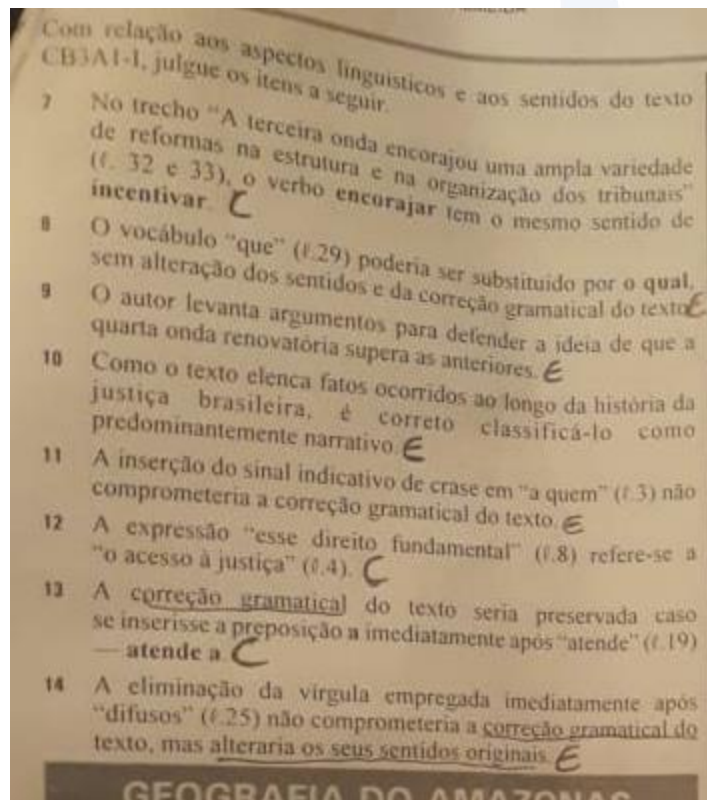 Com relação aos aspectos linguísticos e aos sentidos do texto
CB3A1-I, julgue os itens a seguir.
7 No trecho “A terceira onda encorajou uma ampla variedade
de reformas na estrutura e na organização dos tribunais”
(ℓ. 32 e 33), o verbo encorajar tem o mesmo sentido de
incentivar. C
8 O vocábulo “que” (ℓ.29) poderia ser substituído por o qual,
sem alteração dos sentidos e da correção gramatical do texto. E
9 O autor levanta argumentos para defender a ideia de que a
quarta onda renovatória supera as anteriores. E
10 Como o texto elenca fatos ocorridos ao longo da história da
justiça brasileira, é correto classificá-lo como
predominantemente narrativo. E
11 A inserção do sinal indicativo de crase em “a quem” (ℓ.3) não
comprometeria a correção gramatical do texto. E
12 A expressão “esse direito fundamental” (ℓ.8) refere-se a
“o acesso à justiça” (ℓ.4). C
13 A correção gramatical do texto seria preservada caso
se inserisse a preposição a imediatamente após “atende” (ℓ.19)
— atende a. C
14 A eliminação da vírgula empregada imediatamente após
“difusos” (ℓ.25) não comprometeria a correção gramatical do
texto, mas alteraria os seus sentidos originais. E
GEOGRAFIA DO AMAZONAS